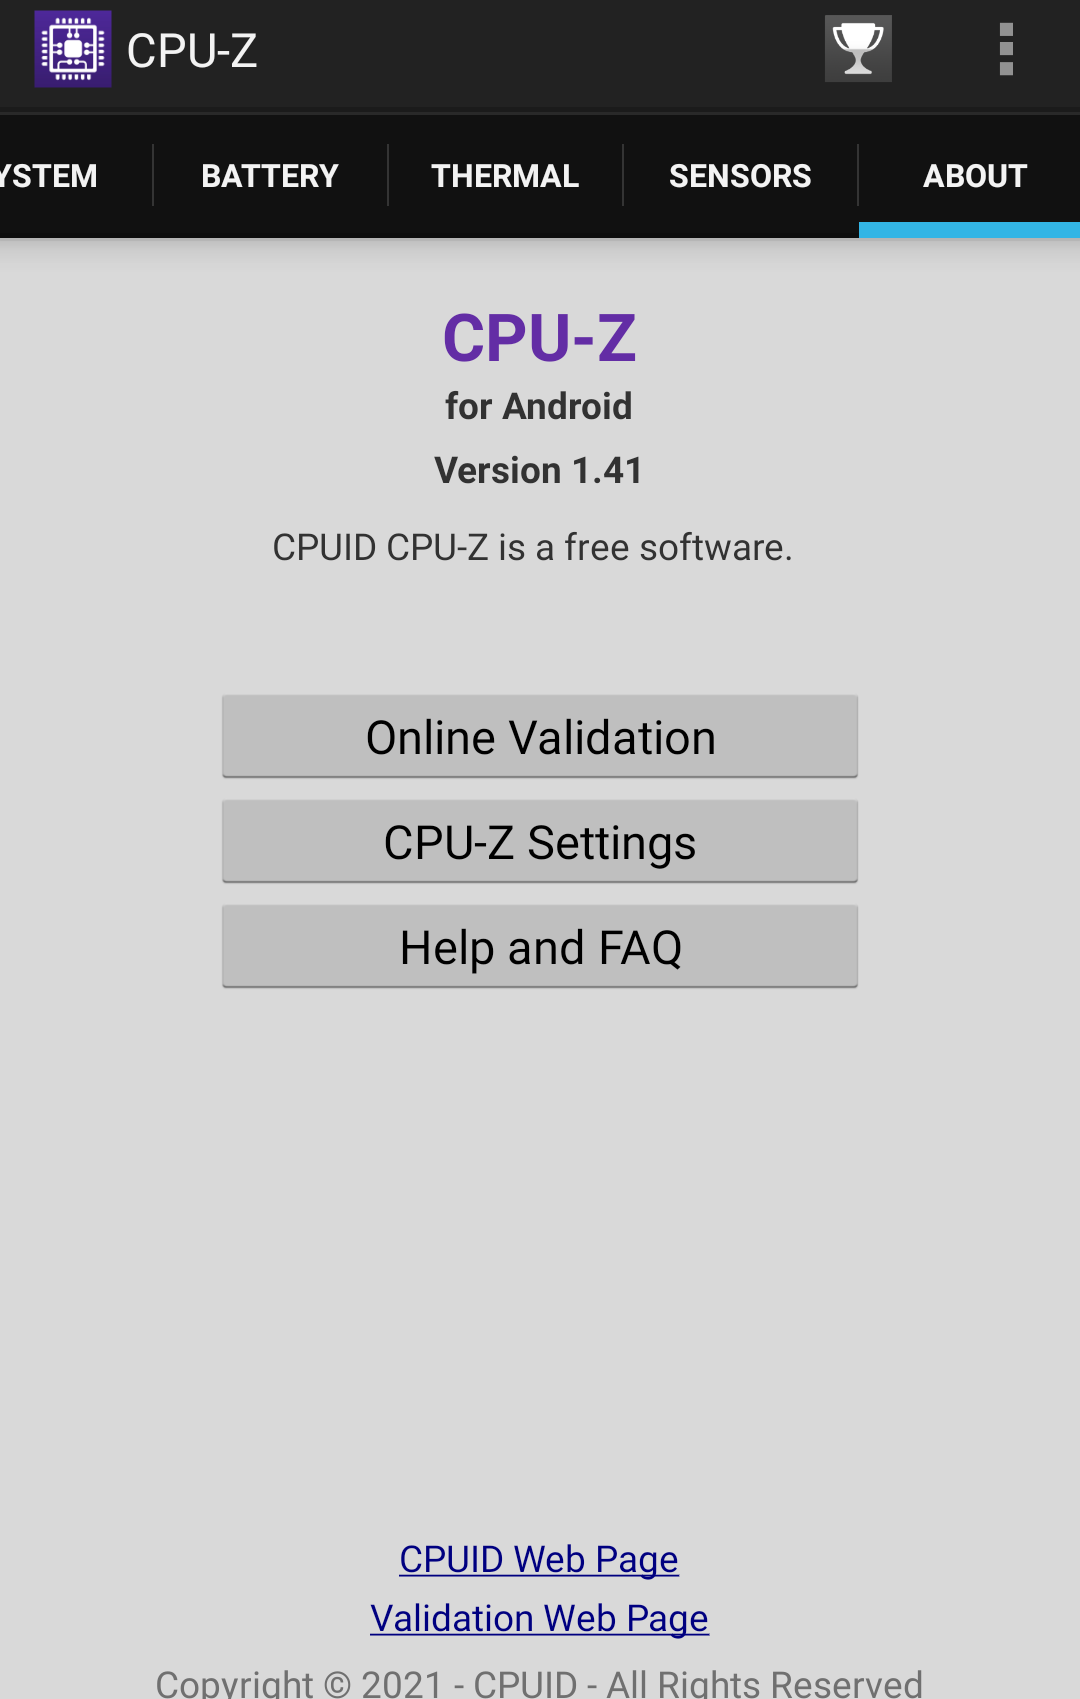 CPU-Z
YSTEM BATTERY THERMAL SENSORS ABOUT
CPU-Z
for Android
Version 1.41
CPUID CPU-Z is a free software.
Online Validation
CPU-Z Settings
Help and FAQ
CPUID Web Page
Validation Web Page
Copyright © 2021 - CPUID - All Rights Reserved